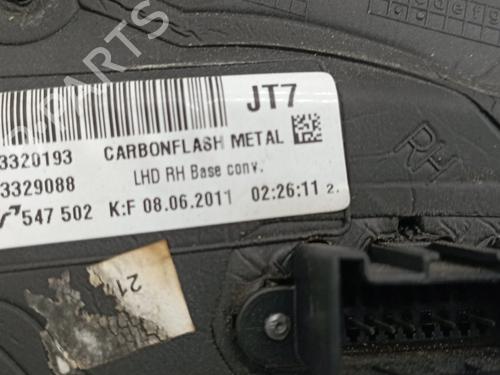 JT7
3320193 CARBONFLASH METAL
3329088 LHD RH Base conv.
547 502 K:F 08.06.2011 02:26:11 2.
RH
21